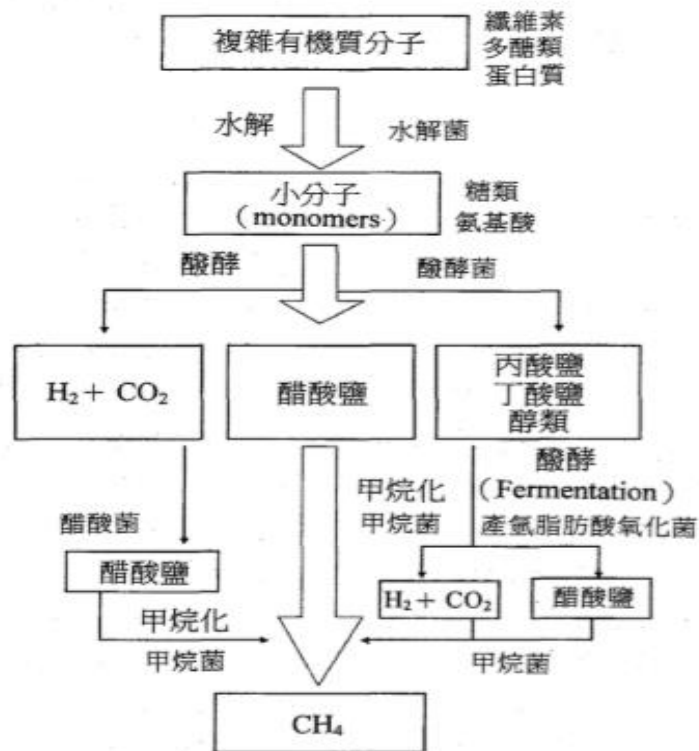 複雜有機質分子
纖維素
多醣類
蛋白質
水解
水解菌
小分子
(monomers)
糖類
氨基酸
醱酵
醱酵菌
H₂ + CO₂
醋酸鹽
丙酸鹽
丁酸鹽
醇類
醋酸菌
醋酸鹽
甲烷化
甲烷菌
醱酵
(Fermentation)
產氫脂肪酸氧化菌
H₂ + CO₂
醋酸鹽
甲烷化
甲烷菌
甲烷菌
CH₄